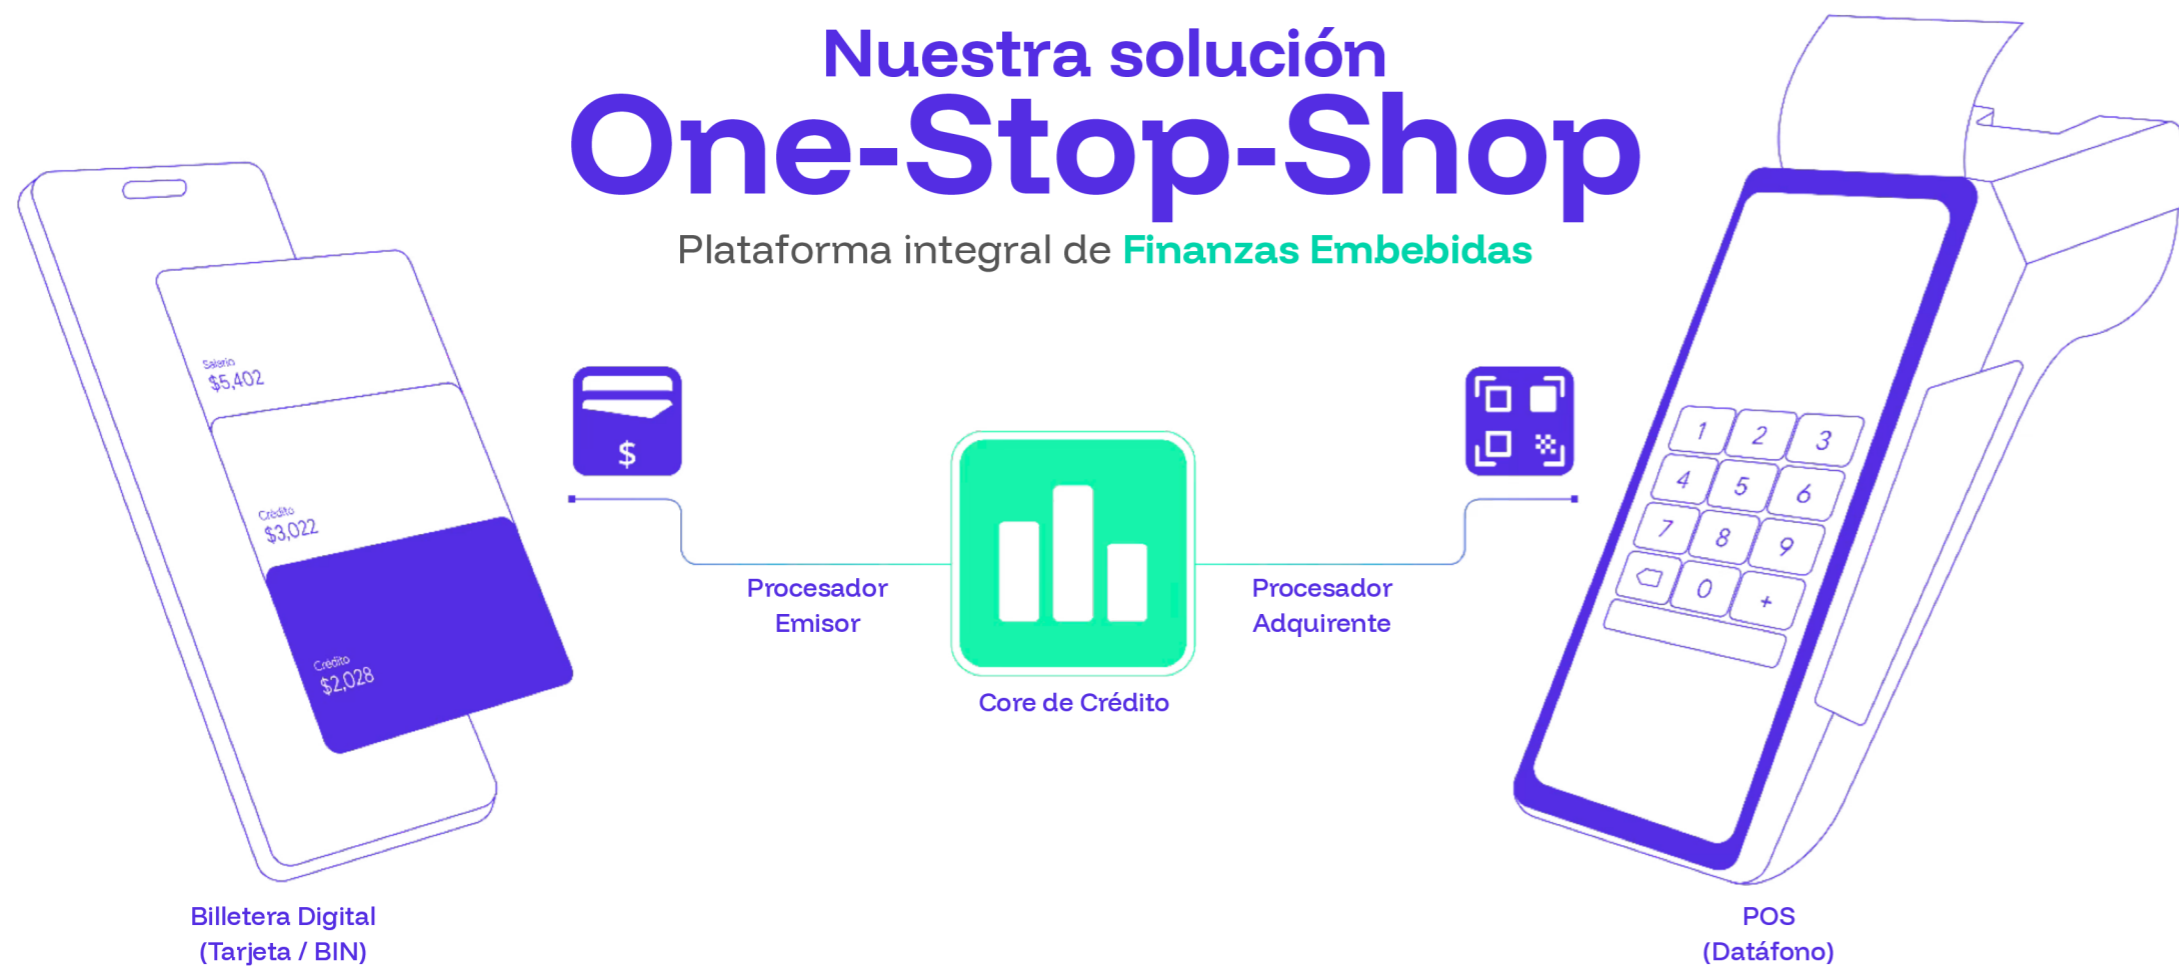 Nuestra solución
One-Stop-Shop
Plataforma integral de Finanzas Embebidas
Salario
$5,402
Crédito
$3,022
Crédito
$2,028
$
Procesador
Emisor
Core de Crédito
Procesador
Adquirente
1 2 3
4 5 6
7 8 9
0 +
Billetera Digital
(Tarjeta / BIN)
POS
(Datáfono)